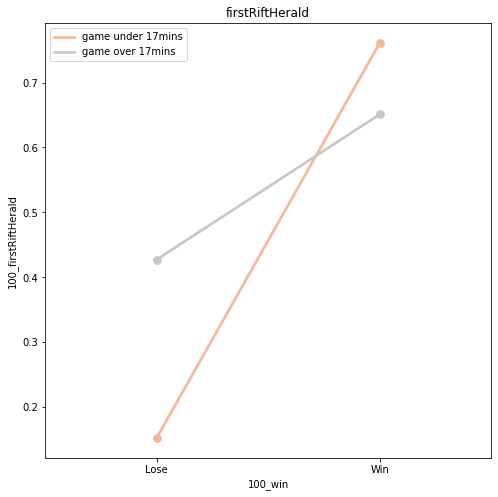 firstRiftHerald
game under 17mins
game over 17mins
0.7
0.6
0.5
0.4
0.3
0.2
100_firstRiftHerald
Lose
Win
100_win